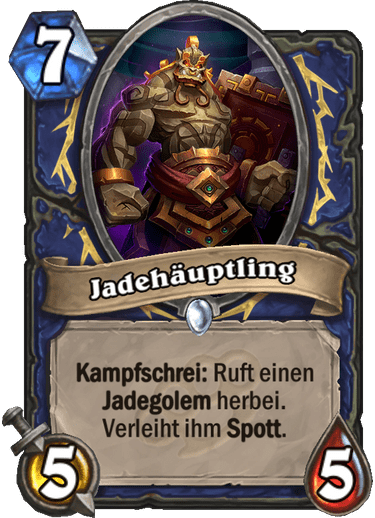 7
Jadehäuptling
Kampfschrei: Ruft einen
Jadegolem herbei.
Verleiht ihm Spott.
5
5